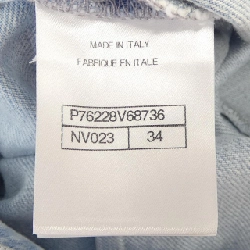 MADE IN ITALY
FABRIQUE EN ITALIE
P76228V68736
NV023 34